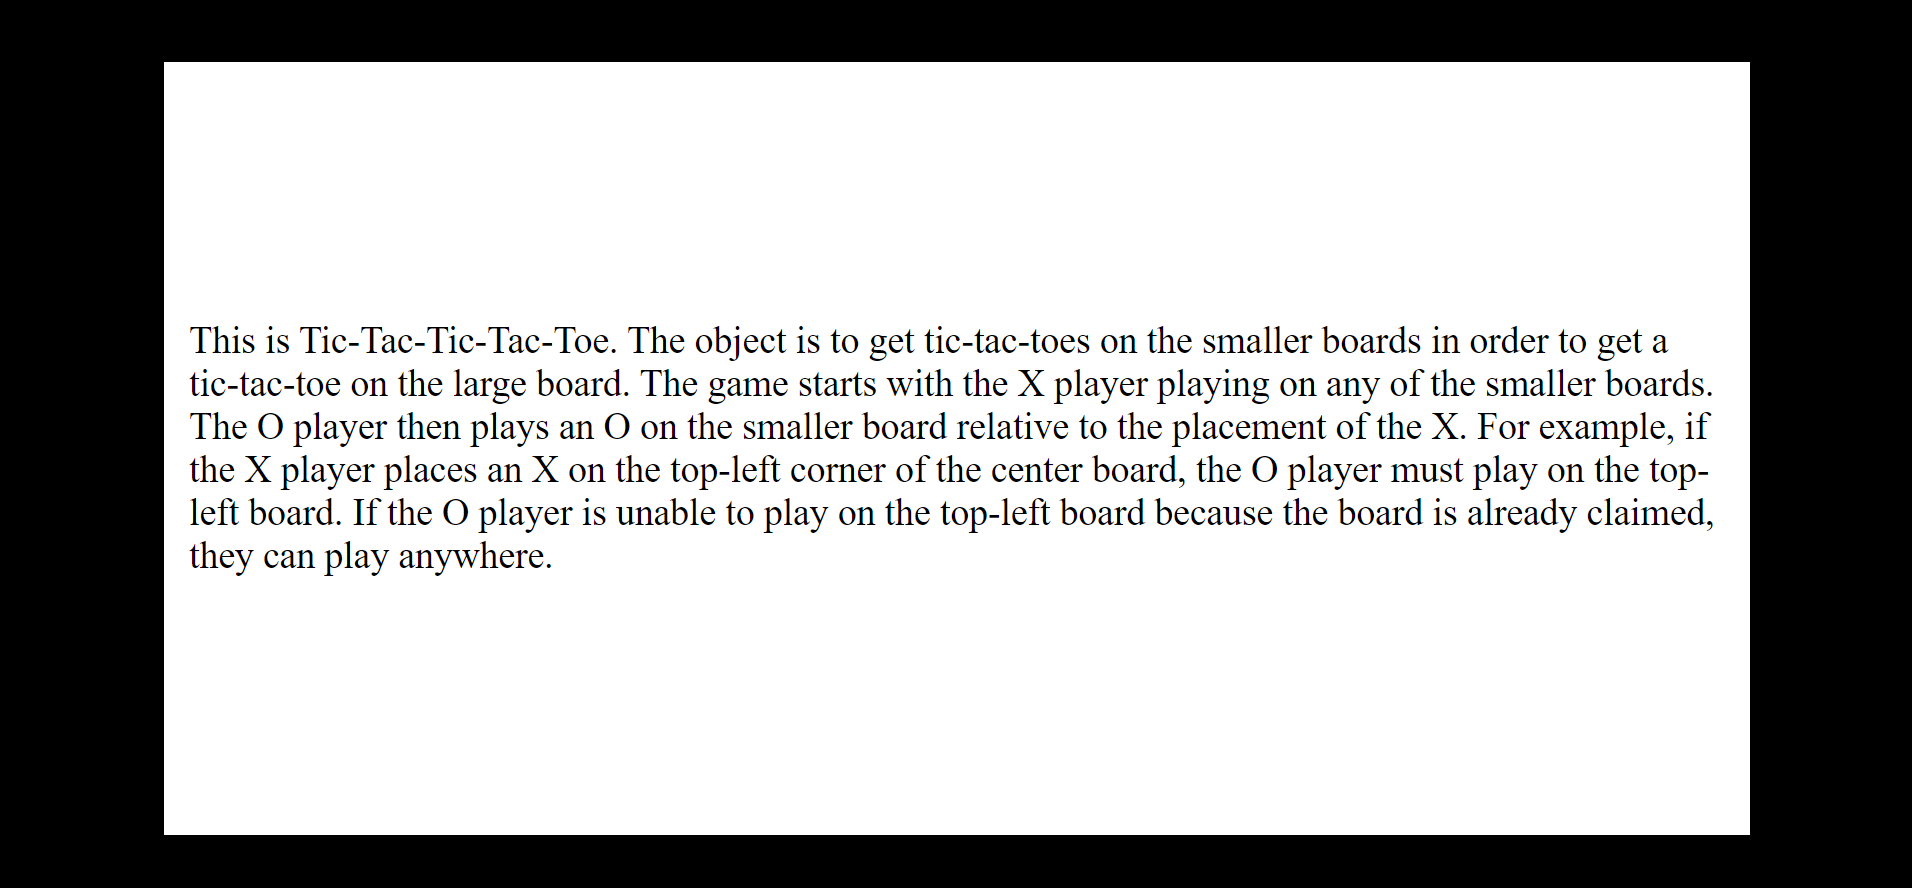 This is Tic-Tac-Tic-Tac-Toe. The object is to get tic-tac-toes on the smaller boards in order to get a
tic-tac-toe on the large board. The game starts with the X player playing on any of the smaller boards.
The O player then plays an O on the smaller board relative to the placement of the X. For example, if
the X player places an X on the top-left corner of the center board, the O player must play on the top-
left board. If the O player is unable to play on the top-left board because the board is already claimed,
they can play anywhere.